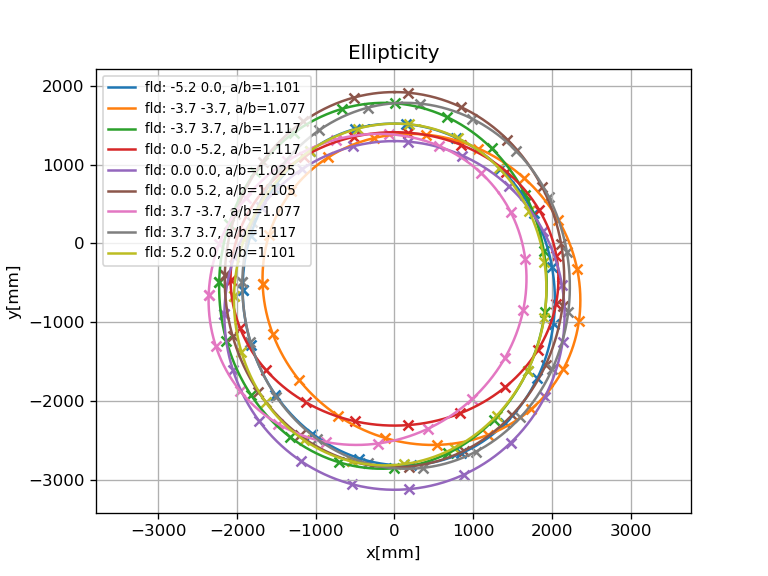 Ellipticity
fld: -5.2 0.0, a/b=1.101
fld: -3.7 -3.7, a/b=1.077
fld: -3.7 3.7, a/b=1.117
fld: 0.0 -5.2, a/b=1.117
fld: 0.0 0.0, a/b=1.025
fld: 0.0 5.2, a/b=1.105
fld: 3.7 -3.7, a/b=1.077
fld: 3.7 3.7, a/b=1.117
fld: 5.2 0.0, a/b=1.101
2000
1000
0
−1000
−2000
−3000
y[mm]
−3000 −2000 −1000 0 1000 2000 3000
x[mm]